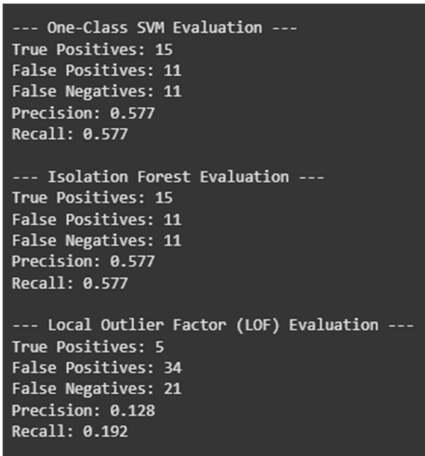 --- One-Class SVM Evaluation ---
True Positives: 15
False Positives: 11
False Negatives: 11
Precision: 0.577
Recall: 0.577
--- Isolation Forest Evaluation ---
True Positives: 15
False Positives: 11
False Negatives: 11
Precision: 0.577
Recall: 0.577
--- Local Outlier Factor (LOF) Evaluation ---
True Positives: 5
False Positives: 34
False Negatives: 21
Precision: 0.128
Recall: 0.192